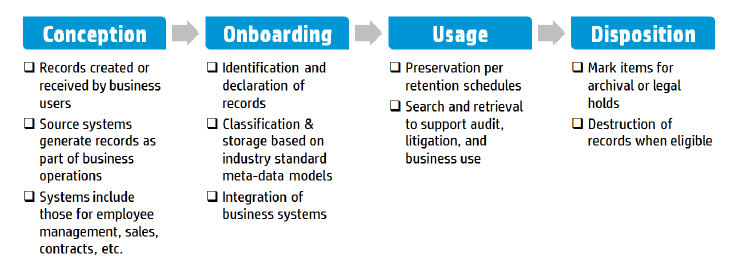 Conception
Onboarding
Usage
Disposition
❑ Records created or
received by business
users
❑ Source systems
generate records as
part of business
operations
❑ Systems include
those for employee
management, sales,
contracts, etc.
❑ Identification and
declaration of
records
❑ Classification &
storage based on
industry standard
meta-data models
❑ Integration of
business systems
❑ Preservation per
retention schedules
❑ Search and retrieval
to support audit,
litigation, and
business use
❑ Mark items for
archival or legal
holds
❑ Destruction of
records when eligible